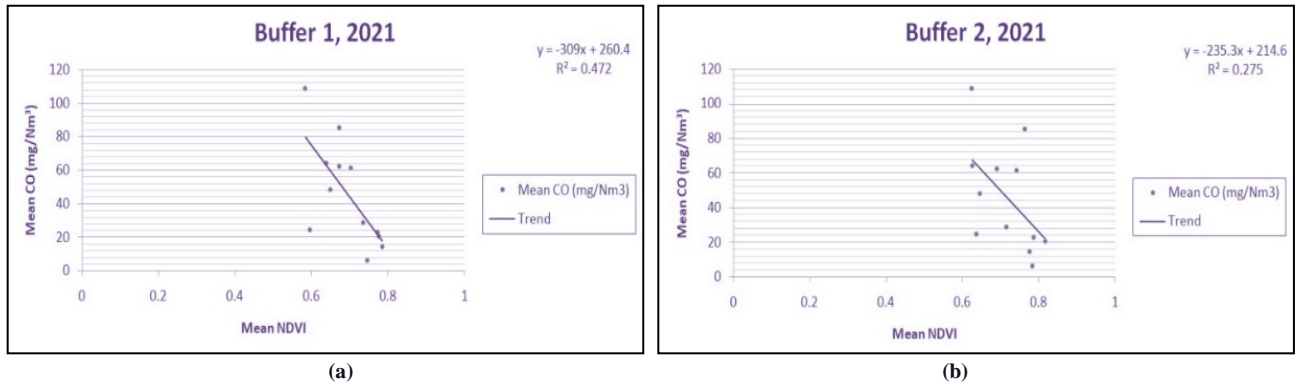 Buffer 1, 2021
y = -309x + 260.4
R² = 0.472
Mean CO (mg/Nm³)
120
100
80
60
40
20
0
0 0.2 0.4 0.6 0.8 1
Mean NDVI
Mean CO (mg/Nm3)
Trend
(a)
Buffer 2, 2021
y = -235.3x + 214.6
R² = 0.275
Mean CO (mg/Nm³)
120
100
80
60
40
20
0
0 0.2 0.4 0.6 0.8 1
Mean NDVI
Mean CO (mg/Nm3)
Trend
(b)